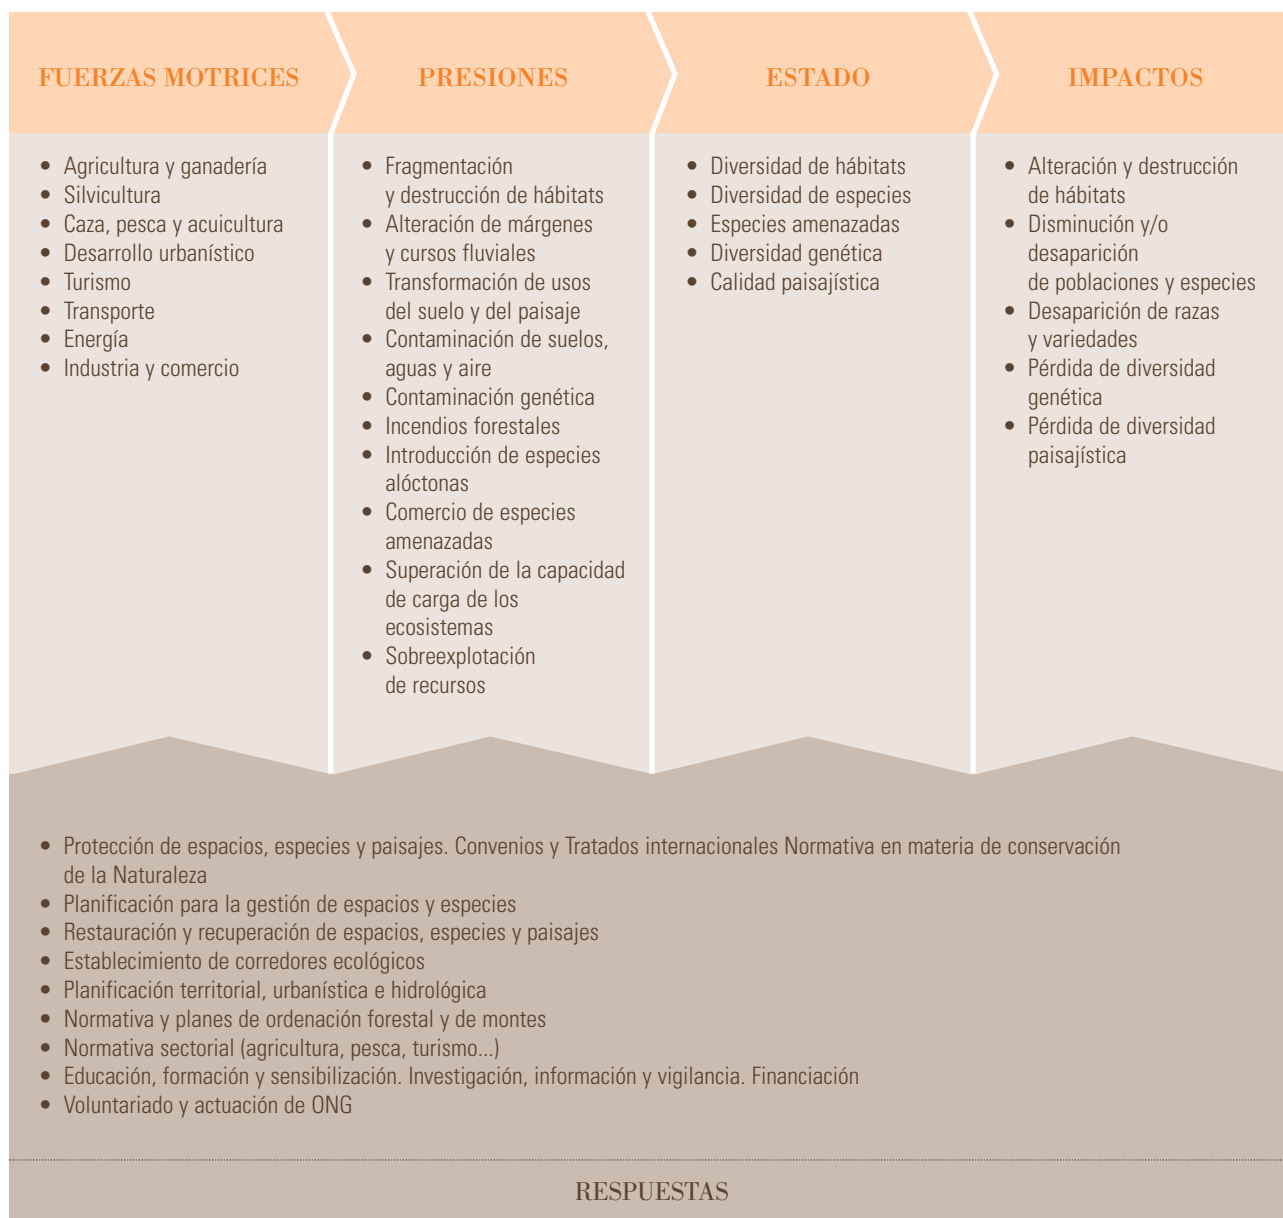 FUERZAS MOTRICES
PRESIONES
ESTADO
IMPACTOS
• Agricultura y ganadería
• Silvicultura
• Caza, pesca y acuicultura
• Desarrollo urbanístico
• Turismo
• Transporte
• Energía
• Industria y comercio
• Fragmentación
y destrucción de hábitats
• Alteración de márgenes
y cursos fluviales
• Transformación de usos
del suelo y del paisaje
• Contaminación de suelos,
aguas y aire
• Contaminación genética
• Incendios forestales
• Introducción de especies
alóctonas
• Comercio de especies
amenazadas
• Superación de la capacidad
de carga de los
ecosistemas
• Sobreexplotación
de recursos
• Diversidad de hábitats
• Diversidad de especies
• Especies amenazadas
• Diversidad genética
• Calidad paisajística
• Alteración y destrucción
de hábitats
• Disminución y/o
desaparición
de poblaciones y especies
• Desaparición de razas
y variedades
• Pérdida de diversidad
genética
• Pérdida de diversidad
paisajística
• Protección de espacios, especies y paisajes. Convenios y Tratados internacionales Normativa en materia de conservación
de la Naturaleza
• Planificación para la gestión de espacios y especies
• Restauración y recuperación de espacios, especies y paisajes
• Establecimiento de corredores ecológicos
• Planificación territorial, urbanística e hidrológica
• Normativa y planes de ordenación forestal y de montes
• Normativa sectorial (agricultura, pesca, turismo...)
• Educación, formación y sensibilización. Investigación, información y vigilancia. Financiación
• Voluntariado y actuación de ONG
RESPUESTAS